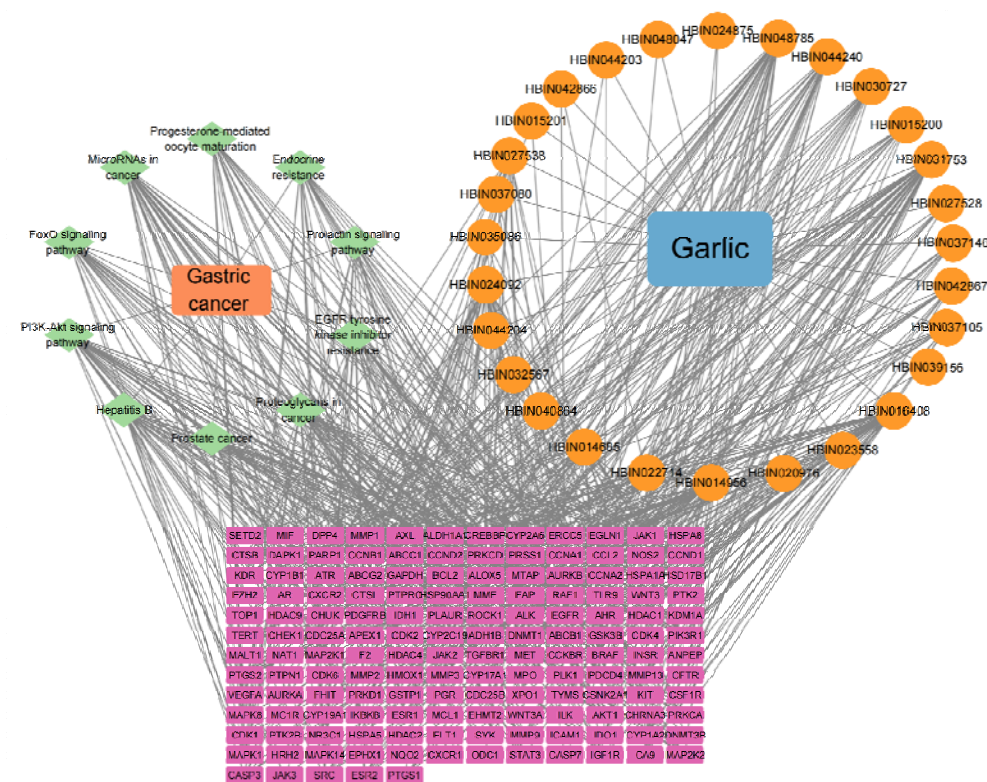 Progesterone-mediated
oocyte maturation
MicroRNAs in
cancer
Endocrine
resistance
FoxO signaling
pathway
Prolactin signaling
pathway
Gastric
cancer
PI3K-Akt signaling
pathway
EGFR tyrosine
kinase inhibitor
resistance
Hepatitis B
Proteoglycans in
cancer
Prostate cancer
Garlic
HBIN024875
HBIN048047
HBIN048785
HBIN044203
HBIN044240
HBIN042866
HBIN030727
HBIN015201
HBIN015200
HBIN027538
HBIN031753
HBIN037080
HBIN027528
HBIN035086
HBIN037140
HBIN024092
HBIN042867
HBIN044204
HBIN037105
HBIN032567
HBIN039156
HBIN040864
HBIN016408
HBIN014685
HBIN023558
HBIN022714
HBIN014956
HBIN020976
SETD2 MIF DPP4 MMP1 AXL ALDH1A1 CREBBP CYP2A6 ERCC5 EGLN1 JAK1 HSPA8
CTSB DAPK1 PARP1 CCNB1 ABCC1 CCND2 PRKCD PRSS1 CCNA1 CCL2 NOS2 CCND1
KDR CYP1B1 ATR ABCG2 GAPDH BCL2 ALOX5 MTAP AURKB CCNA2 HSPA1A HSD17B1
EZH2 AR CXCR2 CTSL PTPRC HSP90AA1 MME FAP RAF1 TLR9 WNT3 PTK2
TOP1 HDAC9 CHUK PDGFRB IDH1 PLAUR ROCK1 ALK EGFR AHR HDAC1 KDM1A
TERT CHEK1 CDC25A APEX1 CDK2 CYP2C19 ADH1B DNMT1 ABCB1 GSK3B CDK4 PIK3R1
MALT1 NAT1 MAP2K1 F2 HDAC4 JAK2 TGFBR1 MET CCKBR BRAF INSR ANPEP
PTGS2 PTPN1 CDK6 MMP2 HMOX1 MMP3 CYP17A1 MPO PLK1 PDCD4 MMP13 CFTR
VEGFA AURKA FHIT PRKD1 GSTP1 PGR CDC25B XPO1 TYMS CSNK2A1 KIT CSF1R
MAPK8 MC1R CYP19A1 IKBKB ESR1 MCL1 EHMT2 WNT3A ILK AKT1 CHRNA3 PRKCA
CDK1 PTK2B NR3C1 HSPA5 HDAC2 FLT1 SYK MMP9 ICAM1 IDO1 CYP1A2 DNMT3B
MAPK1 HRH2 MAPK14 EPHX1 NQO2 CXCR1 ODC1 STAT3 CASP7 IGF1R CA9 MAP2K2
CASP3 JAK3 SRC ESR2 PTGS1